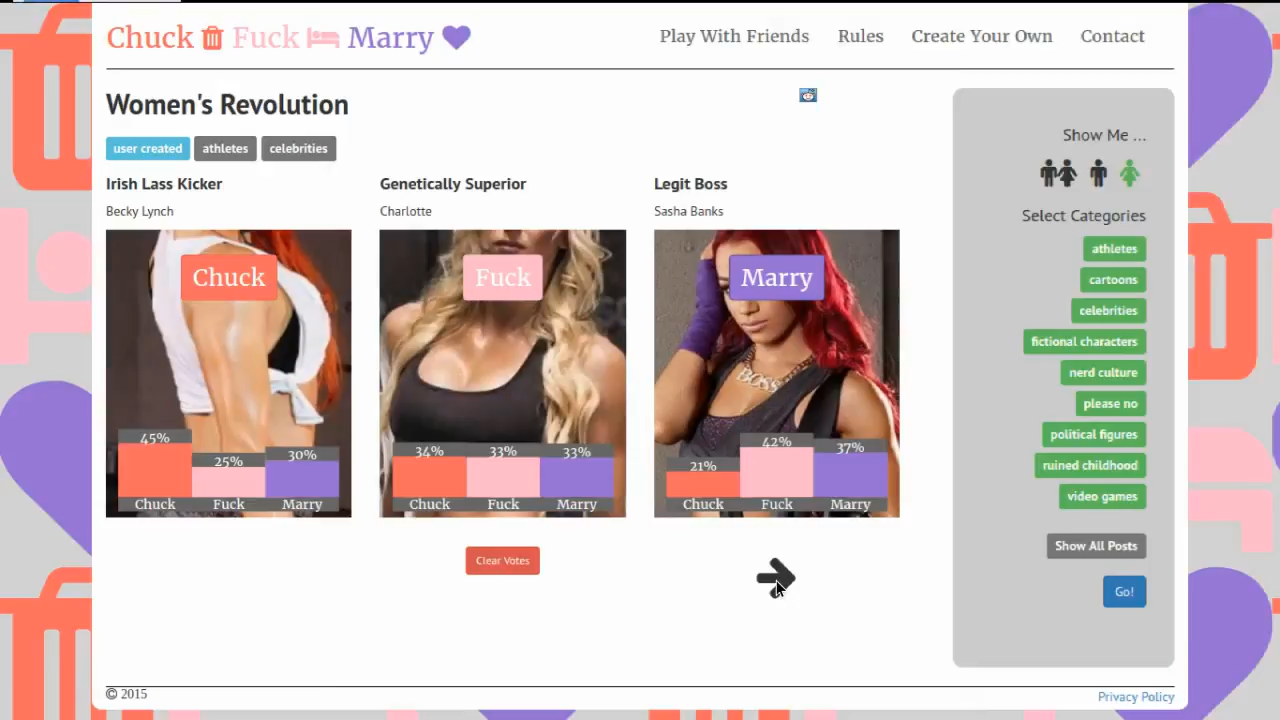 Chuck Fuck Marry
Play With Friends Rules Create Your Own Contact
Women's Revolution
user created athletes celebrities
Irish Lass Kicker
Becky Lynch
Chuck
45% 25% 30%
Chuck Fuck Marry
Genetically Superior
Charlotte
Fuck
34% 33% 33%
Chuck Fuck Marry
Legit Boss
Sasha Banks
Marry
BOSS
21% 42% 37%
Chuck Fuck Marry
Clear Votes
Show Me ...
Select Categories
athletes
cartoons
celebrities
fictional characters
nerd culture
please no
political figures
ruined childhood
video games
Show All Posts
Go!
© 2015
Privacy Policy